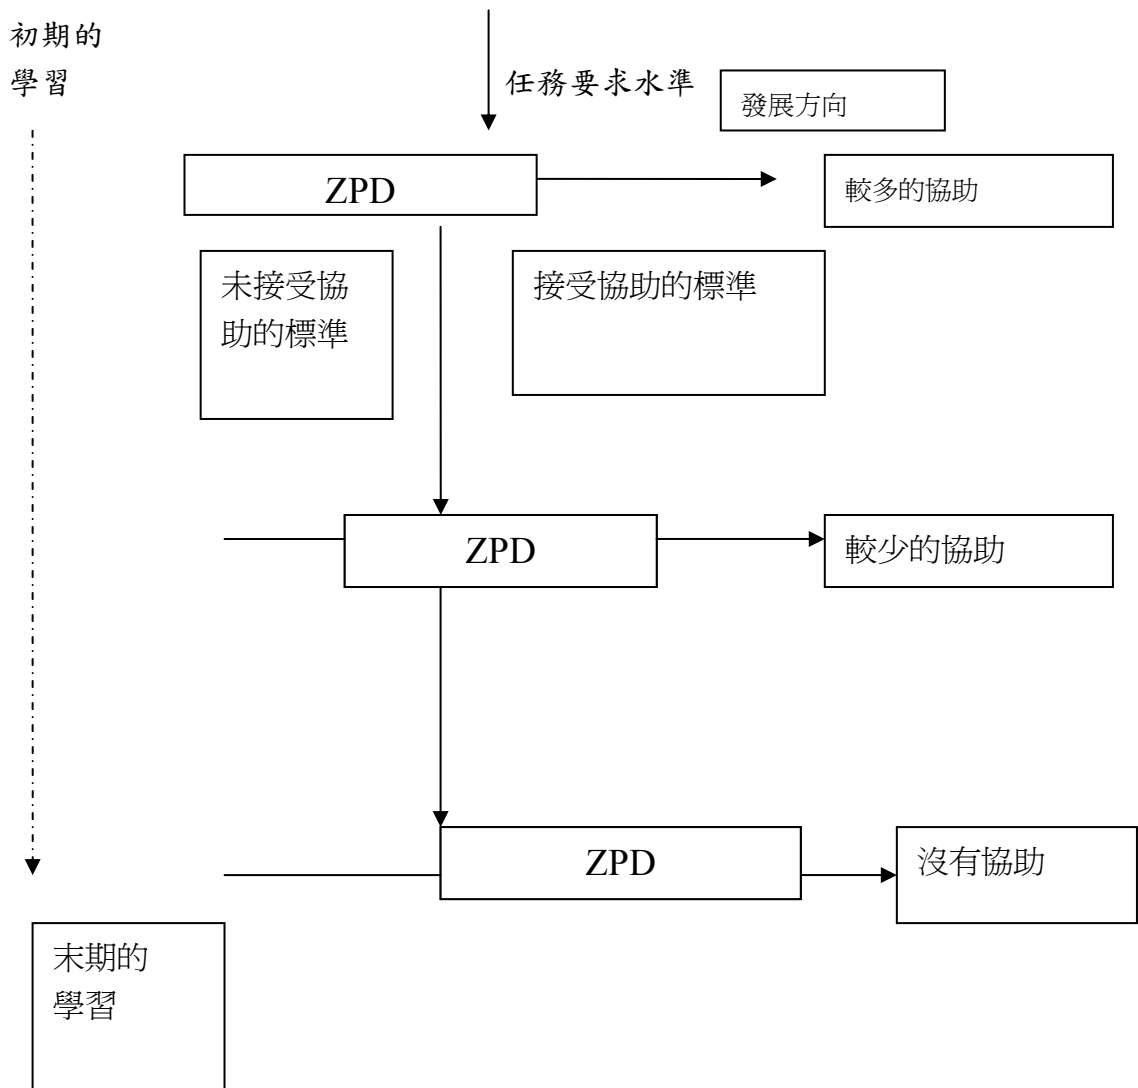 初期的
學習
任務要求水準
發展方向
ZPD
較多的協助
未接受協
助的標準
接受協助的標準
ZPD
較少的協助
ZPD
沒有協助
末期的
學習